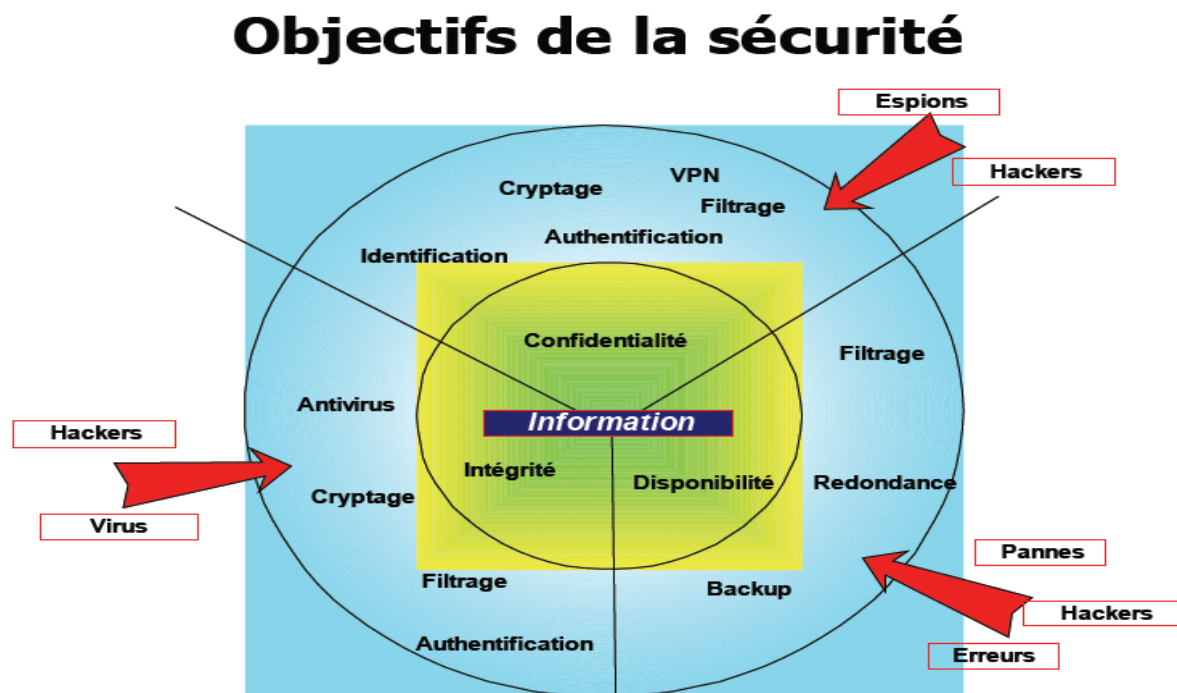 Objectifs de la sécurité
Espions
Hackers
VPN
Cryptage
Filtrage
Authentification
Identification
Confidentialité
Filtrage
Antivirus
Information
Hackers
Intégrité
Disponibilité
Redondance
Cryptage
Virus
Pannes
Filtrage
Backup
Hackers
Authentification
Erreurs